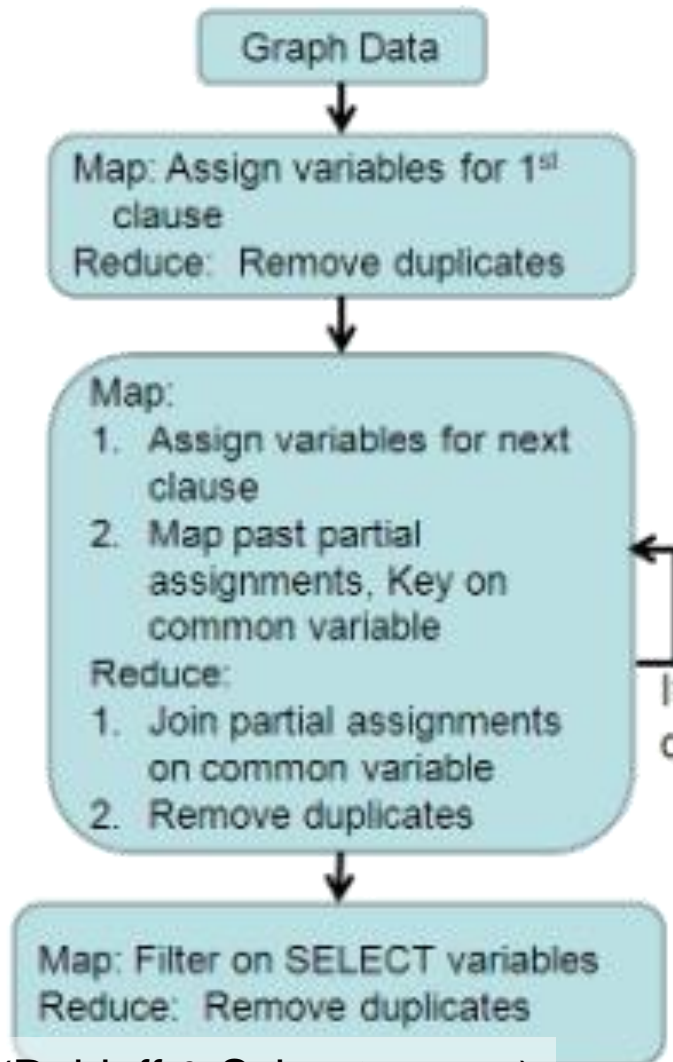 Graph Data
Map: Assign variables for 1st
clause
Reduce: Remove duplicates
Map:
1. Assign variables for next
clause
2. Map past partial
assignments, Key on
common variable
Reduce:
1. Join partial assignments
on common variable
2. Remove duplicates
Map: Filter on SELECT variables
Reduce: Remove duplicates